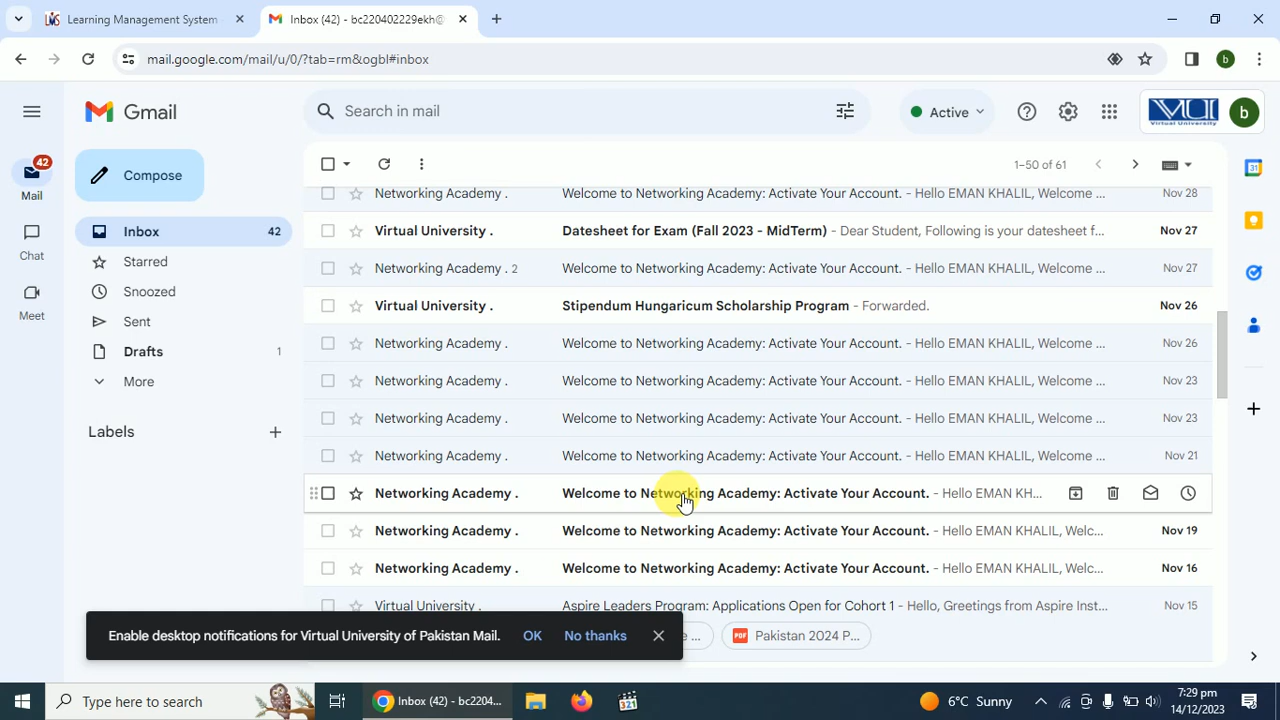 Learning Management System
Inbox (42) - bc220402229ekh@
mail.google.com/mail/u/0/?tab=rm&ogbl#inbox
b
Gmail
Search in mail
Active
VU
Virtual University
b
42
Mail
Chat
Meet
Compose
Inbox 42
Starred
Snoozed
Sent
Drafts 1
More
Labels
1–50 of 61
Networking Academy . Welcome to Networking Academy: Activate Your Account. - Hello EMAN KHALIL, Welcome ... Nov 28
Virtual University . Datesheet for Exam (Fall 2023 - MidTerm) - Dear Student, Following is your datesheet f... Nov 27
Networking Academy . 2 Welcome to Networking Academy: Activate Your Account. - Hello EMAN KHALIL, Welcome ... Nov 27
Virtual University . Stipendum Hungaricum Scholarship Program - Forwarded. Nov 26
Networking Academy . Welcome to Networking Academy: Activate Your Account. - Hello EMAN KHALIL, Welcome ... Nov 26
Networking Academy . Welcome to Networking Academy: Activate Your Account. - Hello EMAN KHALIL, Welcome ... Nov 23
Networking Academy . Welcome to Networking Academy: Activate Your Account. - Hello EMAN KHALIL, Welcome ... Nov 23
Networking Academy . Welcome to Networking Academy: Activate Your Account. - Hello EMAN KHALIL, Welcome ... Nov 21
Networking Academy . Welcome to Networking Academy: Activate Your Account. - Hello EMAN KH...
Networking Academy . Welcome to Networking Academy: Activate Your Account. - Hello EMAN KHALIL, Welc... Nov 19
Networking Academy . Welcome to Networking Academy: Activate Your Account. - Hello EMAN KHALIL, Welc... Nov 16
Virtual University . Aspire Leaders Program: Applications Open for Cohort 1 - Hello, Greetings from Aspire Inst... Nov 15
e ... PDF Pakistan 2024 P...
Enable desktop notifications for Virtual University of Pakistan Mail. OK No thanks
Type here to search
Inbox (42) - bc2204...
6°C Sunny
7:29 pm
14/12/2023